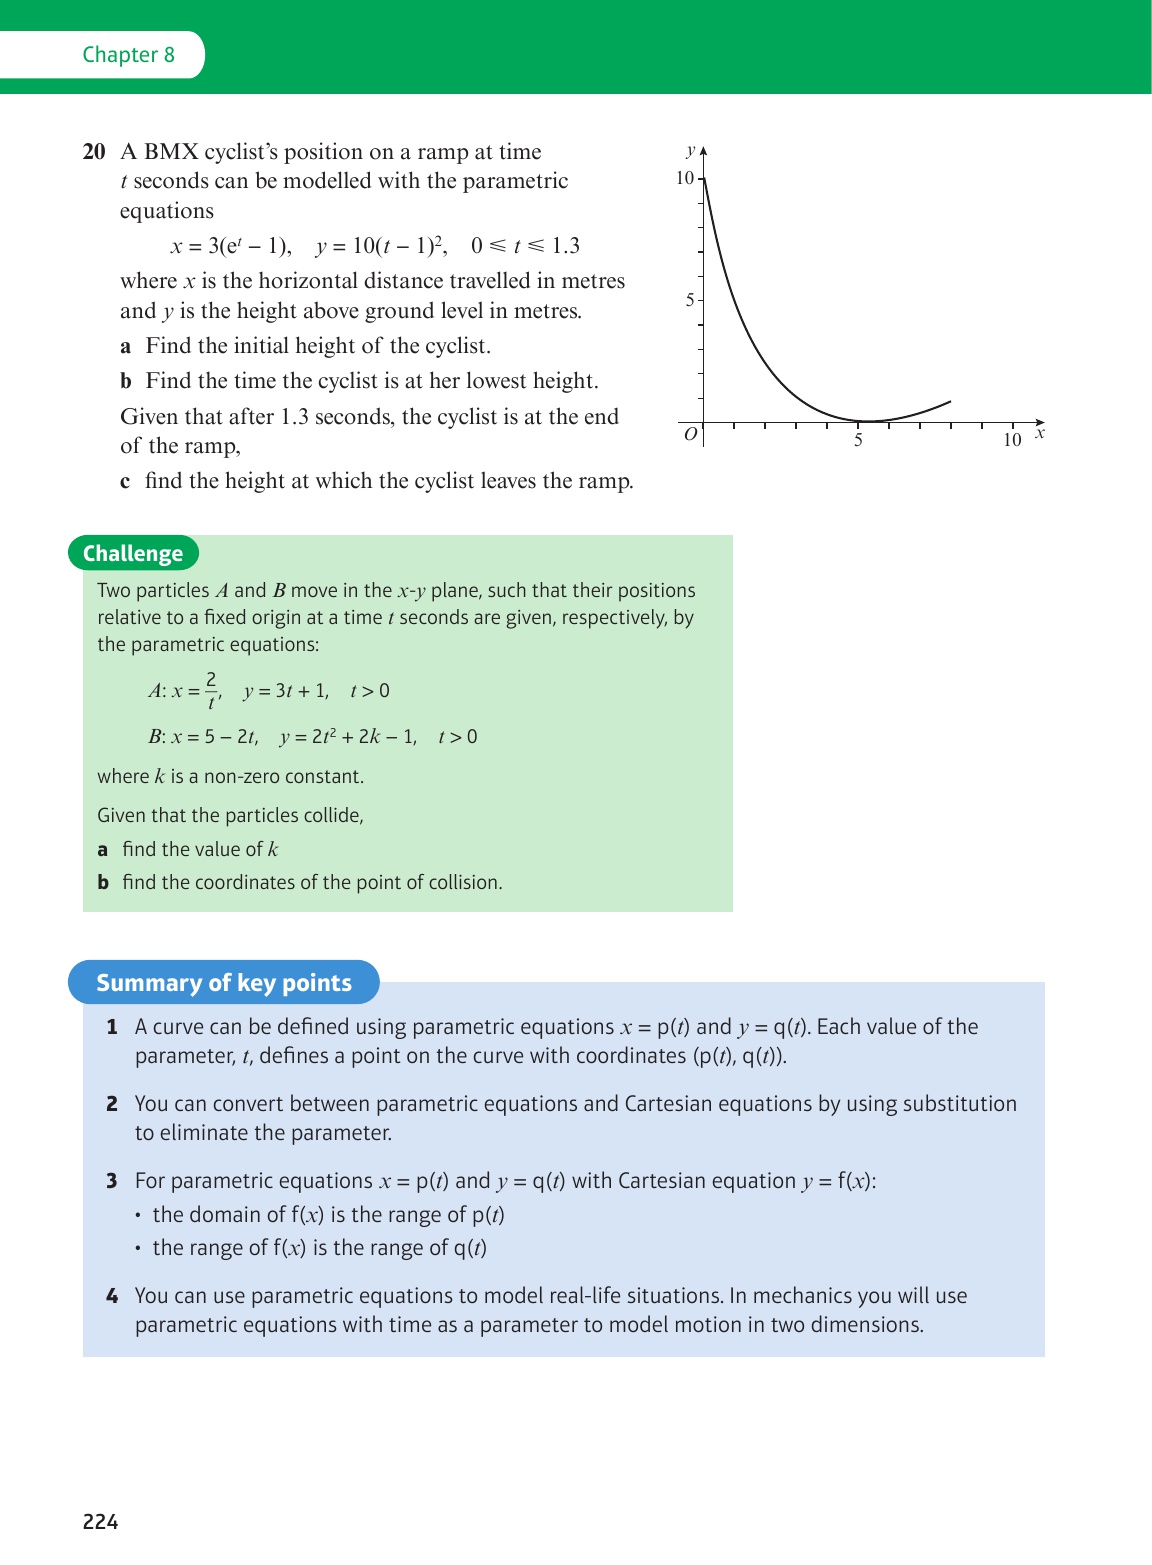 Chapter 8
20 A BMX cyclist's position on a ramp at time
t seconds can be modelled with the parametric
equations
x = 3(eᵗ − 1), y = 10(t − 1)², 0 ⩽ t ⩽ 1.3
where x is the horizontal distance travelled in metres
and y is the height above ground level in metres.
a Find the initial height of the cyclist.
b Find the time the cyclist is at her lowest height.
Given that after 1.3 seconds, the cyclist is at the end
of the ramp,
c find the height at which the cyclist leaves the ramp.
y
10
5
O
5
10
x
Challenge
Two particles A and B move in the x-y plane, such that their positions
relative to a fixed origin at a time t seconds are given, respectively, by
the parametric equations:
A: x = 2/t, y = 3t + 1, t > 0
B: x = 5 − 2t, y = 2t² + 2k − 1, t > 0
where k is a non-zero constant.
Given that the particles collide,
a find the value of k
b find the coordinates of the point of collision.
Summary of key points
1 A curve can be defined using parametric equations x = p(t) and y = q(t). Each value of the
parameter, t, defines a point on the curve with coordinates (p(t), q(t)).
2 You can convert between parametric equations and Cartesian equations by using substitution
to eliminate the parameter.
3 For parametric equations x = p(t) and y = q(t) with Cartesian equation y = f(x):
• the domain of f(x) is the range of p(t)
• the range of f(x) is the range of q(t)
4 You can use parametric equations to model real-life situations. In mechanics you will use
parametric equations with time as a parameter to model motion in two dimensions.
224